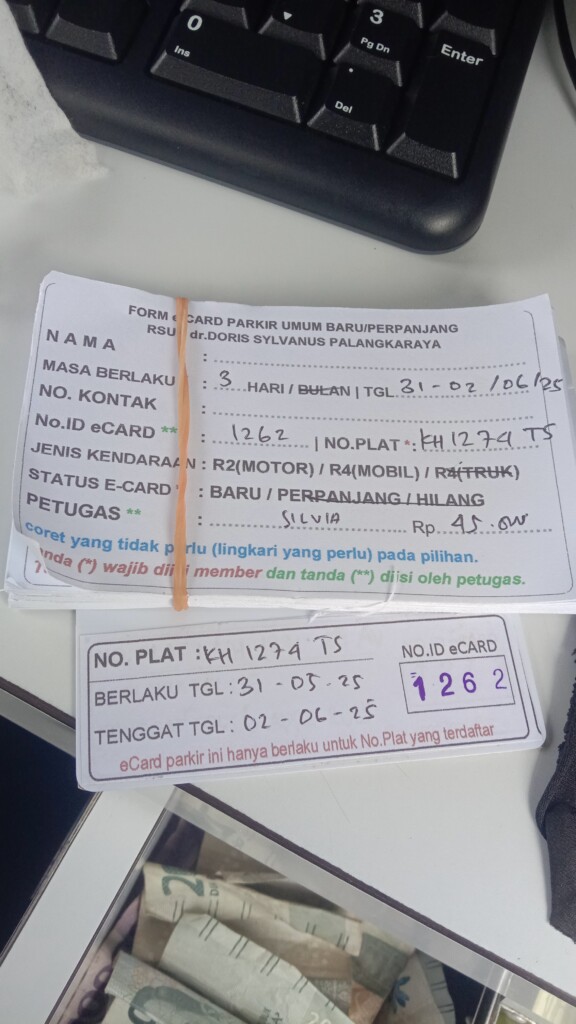 0
Ins
3
Pg Dn
.
Del
Enter
FORM eCARD PARKIR UMUM BARU/PERPANJANG
RSU dr.DORIS SYLVANUS PALANGKARAYA
NAMA :
MASA BERLAKU : 3 HARI / BULAN | TGL 31 - 02 /06/25
NO. KONTAK :
No.ID eCARD ** : 1262 | NO.PLAT *: KH 1274 TS
JENIS KENDARAAN : R2(MOTOR) / R4(MOBIL) / R4(TRUK)
STATUS E-CARD : BARU / PERPANJANG / HILANG
PETUGAS ** : SILVIA Rp 45.000
coret yang tidak perlu (lingkari yang perlu) pada pilihan.
Tanda (*) wajib diisi member dan tanda (**) diisi oleh petugas.
NO. PLAT : KH 1274 TS
NO.ID eCARD
BERLAKU TGL : 31 - 05 - 25
1262
TENGGAT TGL : 02 - 06 - 25
eCard parkir ini hanya berlaku untuk No.Plat yang terdaftar